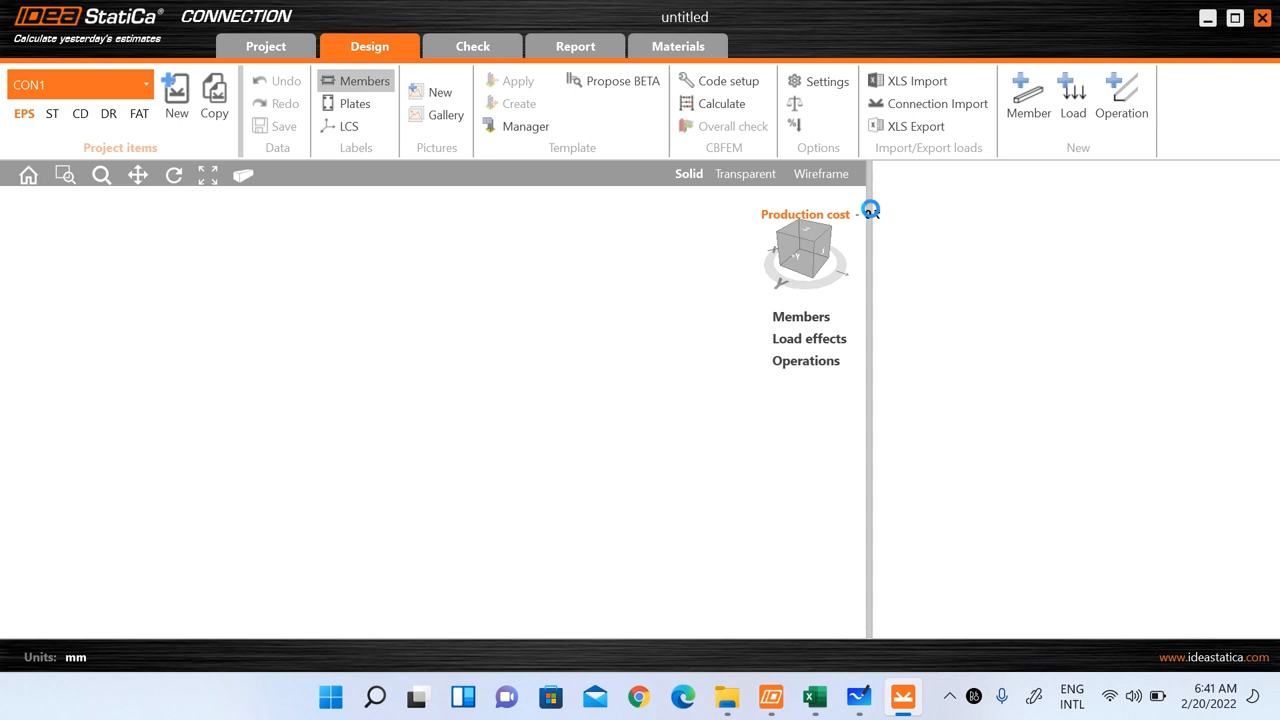 IDEA StatiCa® CONNECTION
Calculate yesterday's estimates
untitled
Project Design Check Report Materials
CON1
EPS ST CD DR FAT
New Copy
Project items
Undo
Redo
Save
Data
Members
Plates
LCS
Labels
New
Gallery
Pictures
Apply Propose BETA
Create
Manager
Template
Code setup
Calculate
Overall check
CBFEM
Settings
Options
XLS Import
Connection Import
XLS Export
Import/Export loads
Member Load Operation
New
Solid Transparent Wireframe
Production cost -
-Y
Members
Load effects
Operations
Units: mm
www.ideastatica.com
ENG
INTL
6:41 AM
2/20/2022